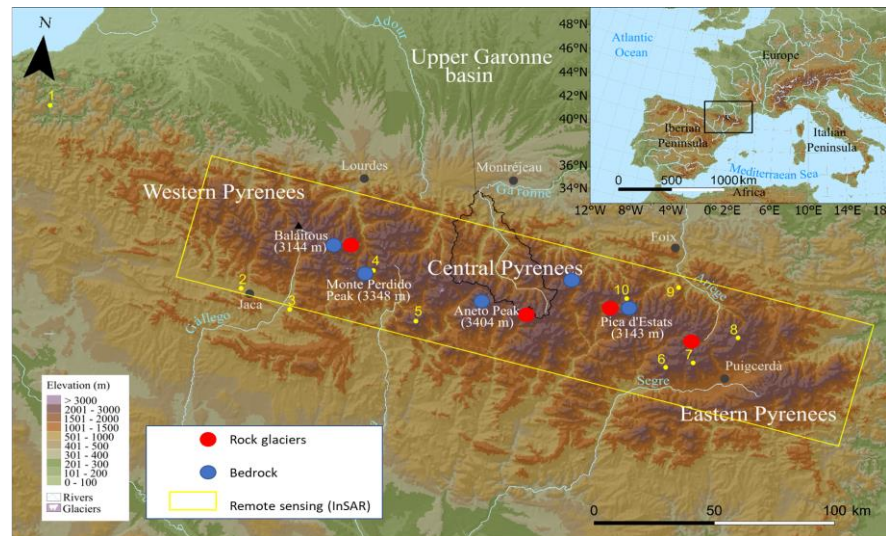 N
1
Adour
Upper Garonne
basin
Lourdes
Montréjeau
Garonne
Western Pyrenees
Balaitous
(3144 m)
4
Monte Perdido
Peak (3348 m)
Central Pyrenees
Foix
Ariège
9
10
2
Jaca
3
Gallego
5
Aneto Peak
(3404 m)
Pica d'Estats
(3143 m)
8
6
7
Puigcerdà
Segre
Eastern Pyrenees
Atlantic
Ocean
Europe
Iberian
Peninsula
Italian
Peninsula
Mediterraean Sea
Africa
0 500 1000km
48°N
46°N
44°N
42°N
40°N
36°N
34°N
12°W 8°W 4°W 0°E 2°E 6°E 10°E 14°E 18°E
Elevation (m)
> 3000
2001 - 3000
1501 - 2000
1001 - 1500
501 - 1000
401 - 500
301 - 400
201 - 300
101 - 200
0 - 100
Rivers
Glaciers
Rock glaciers
Bedrock
Remote sensing (InSAR)
0 50 100 km